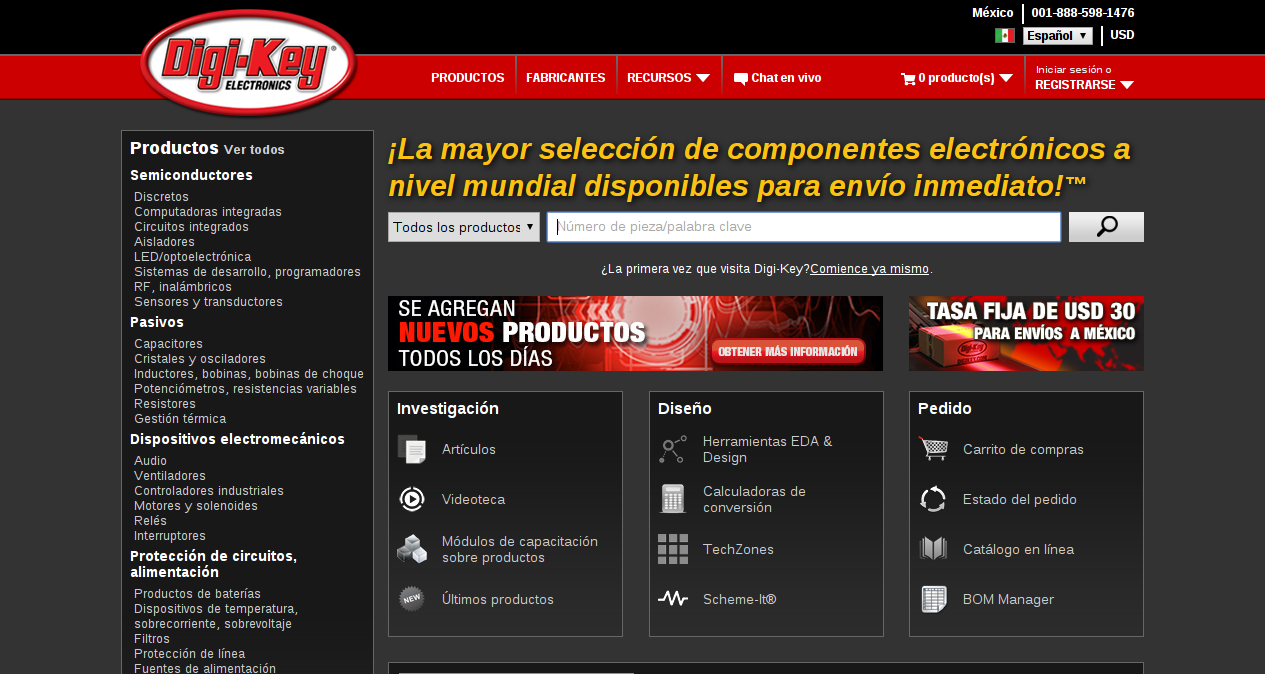 México
001-888-598-1476
Español
USD
Digi-Key®
ELECTRONICS
PRODUCTOS
FABRICANTES
RECURSOS
Chat en vivo
0 producto(s)
Iniciar sesión o
REGISTRARSE
Productos Ver todos
Semiconductores
Discretos
Computadoras integradas
Circuitos integrados
Aisladores
LED/optoelectrónica
Sistemas de desarrollo, programadores
RF, inalámbricos
Sensores y transductores
Pasivos
Capacitores
Cristales y osciladores
Inductores, bobinas, bobinas de choque
Potenciómetros, resistencias variables
Resistores
Gestión térmica
Dispositivos electromecánicos
Audio
Ventiladores
Controladores industriales
Motores y solenoides
Relés
Interruptores
Protección de circuitos,
alimentación
Productos de baterías
Dispositivos de temperatura,
sobrecorriente, sobrevoltaje
Filtros
Protección de línea
Fuentes de alimentación
¡La mayor selección de componentes electrónicos a
nivel mundial disponibles para envío inmediato!™
Todos los productos
Número de pieza/palabra clave
¿La primera vez que visita Digi-Key?Comience ya mismo.
SE AGREGAN
NUEVOS PRODUCTOS
TODOS LOS DÍAS
OBTENER MÁS INFORMACIÓN
TASA FIJA DE USD 30
PARA ENVÍOS A MÉXICO
Investigación
Artículos
Videoteca
Módulos de capacitación
sobre productos
NEW
Últimos productos
Diseño
Herramientas EDA &
Design
Calculadoras de
conversión
TechZones
Scheme-It®
Pedido
Carrito de compras
Estado del pedido
Catálogo en línea
BOM Manager